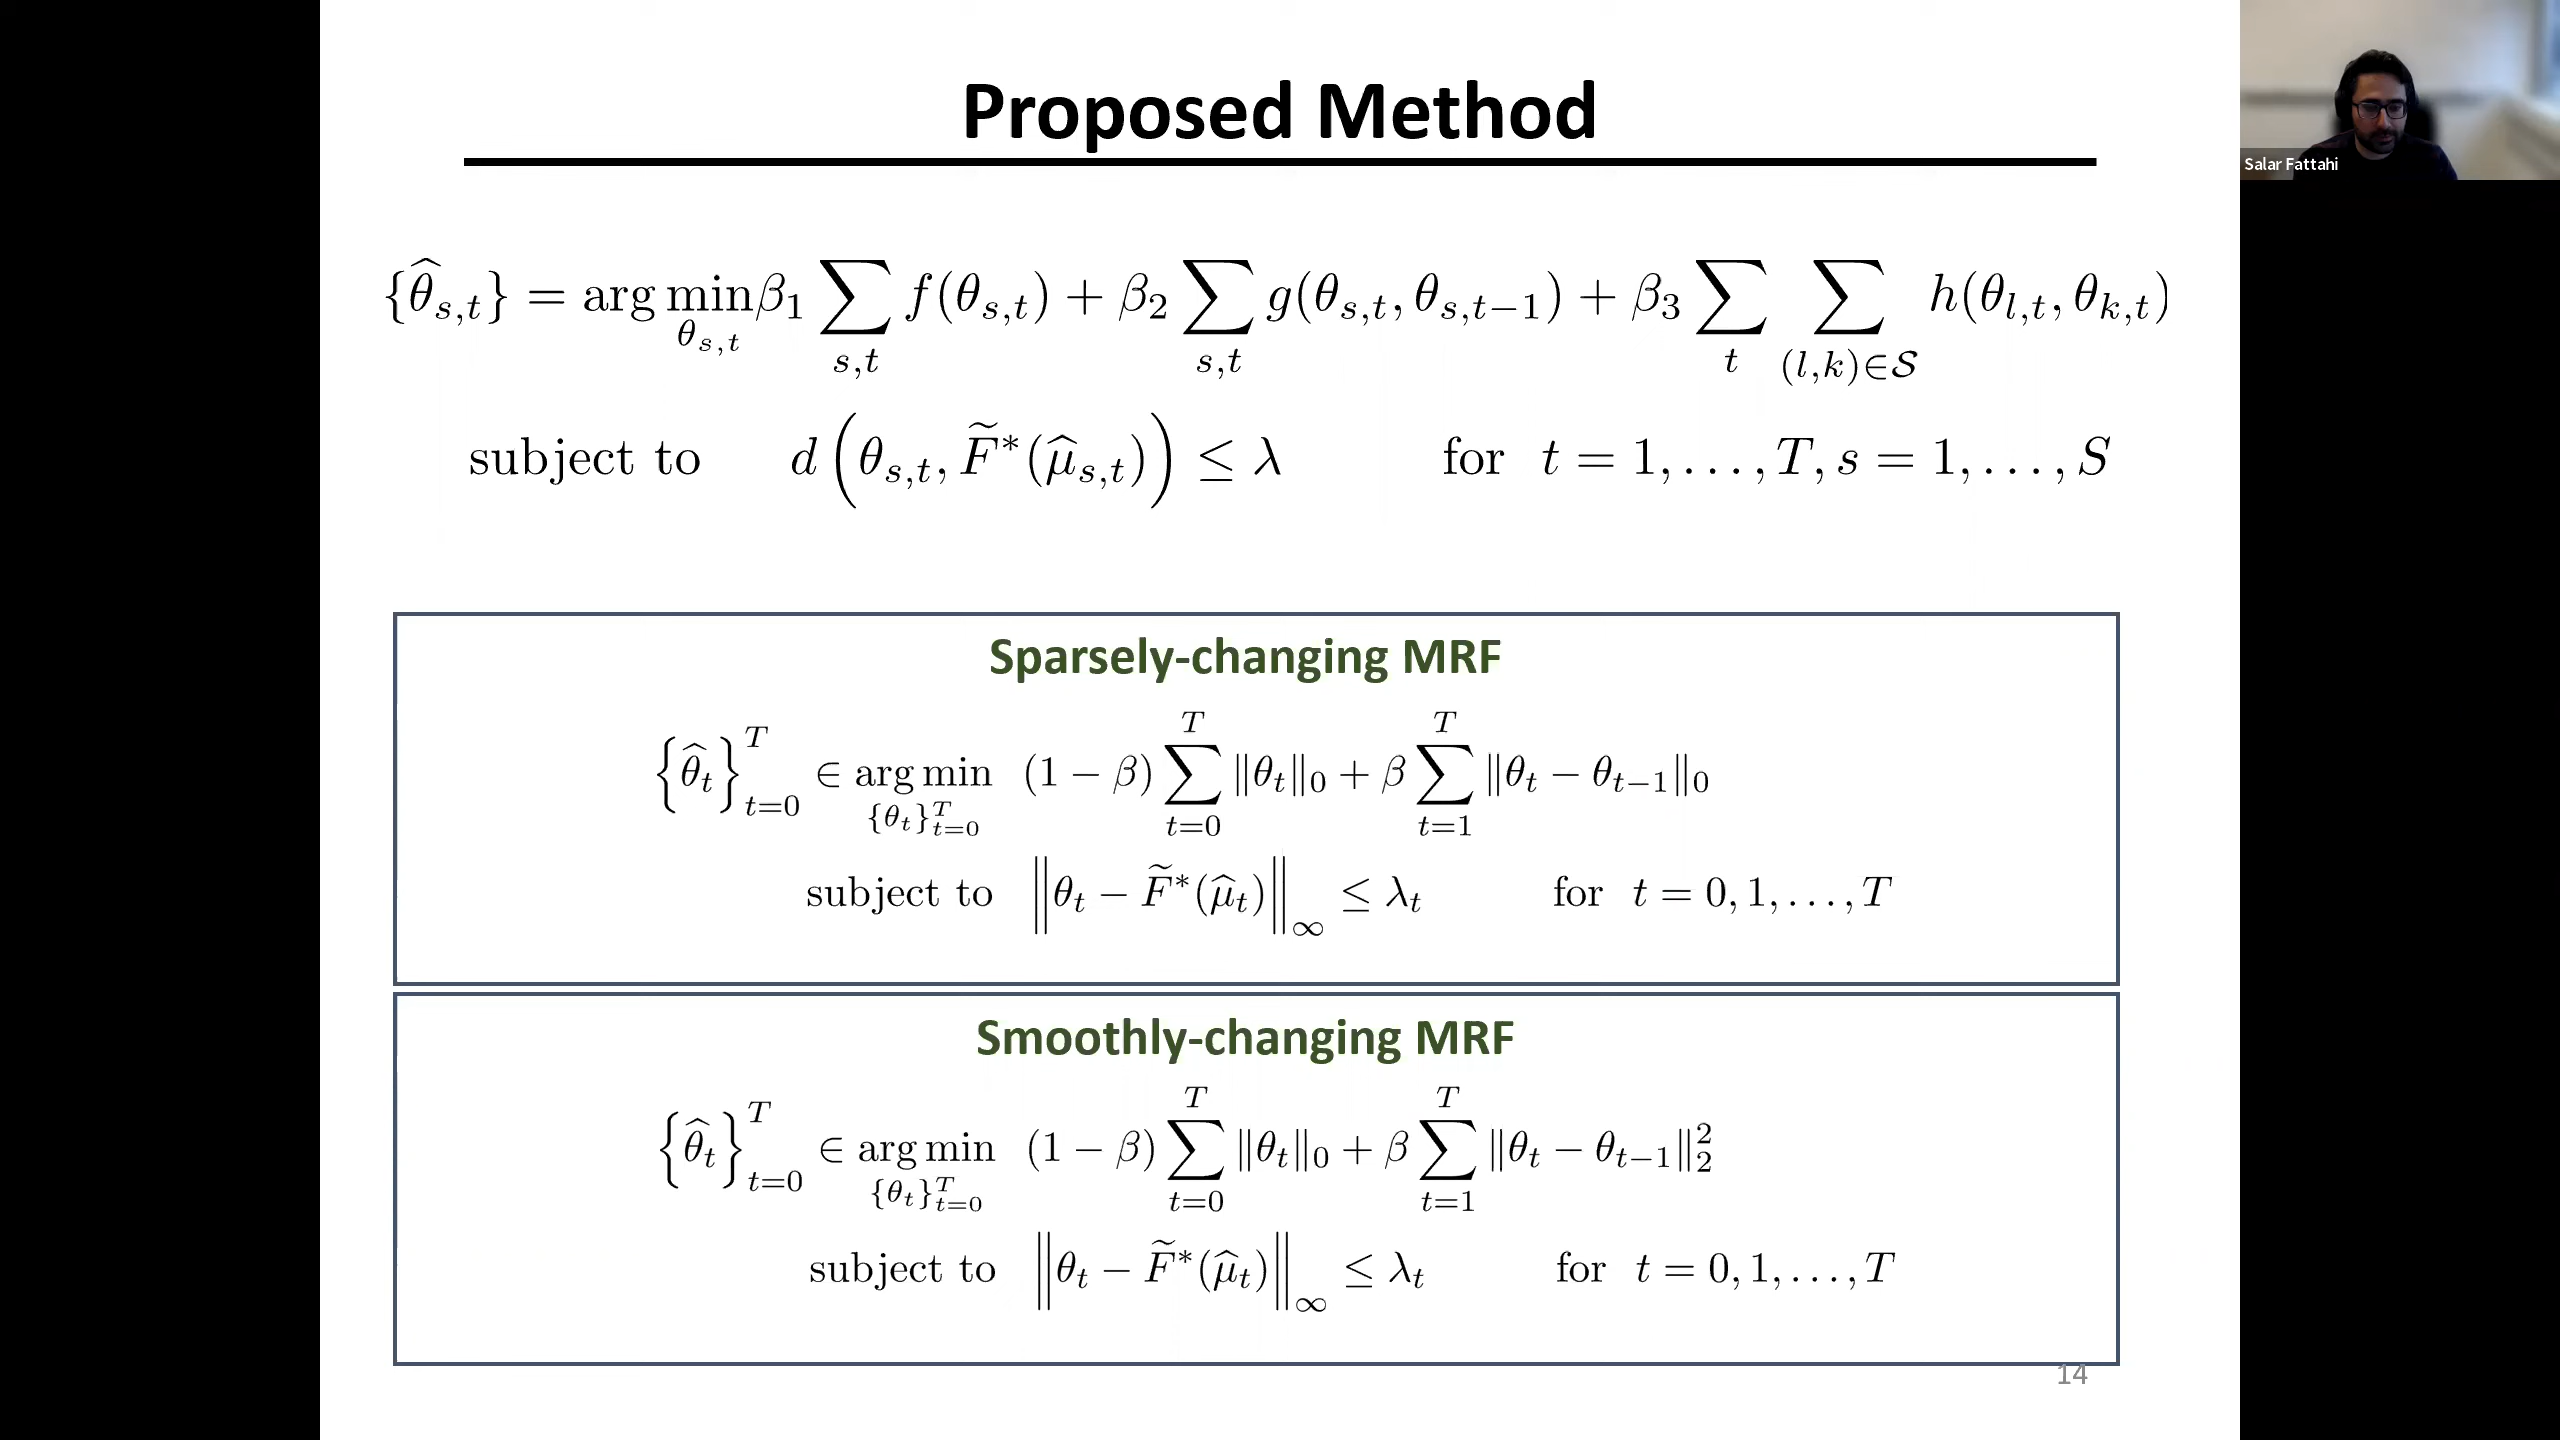 Proposed Method
Salar Fattahi
$\{\widehat{\theta}_{s,t}\} = \arg\min_{\theta_{s,t}} \beta_1 \sum_{s,t} f(\theta_{s,t}) + \beta_2 \sum_{s,t} g(\theta_{s,t}, \theta_{s,t-1}) + \beta_3 \sum_{t} \sum_{(l,k)\in\mathcal{S}} h(\theta_{l,t}, \theta_{k,t})$
subject to $d\left(\theta_{s,t}, \widetilde{F}^*(\widehat{\mu}_{s,t})\right) \leq \lambda$ for $t = 1, \ldots, T, s = 1, \ldots, S$
Sparsely-changing MRF
$\left\{\widehat{\theta}_t\right\}_{t=0}^{T} \in \arg\min_{\{\theta_t\}_{t=0}^{T}} (1-\beta) \sum_{t=0}^{T} \|\theta_t\|_0 + \beta \sum_{t=1}^{T} \|\theta_t - \theta_{t-1}\|_0$
subject to $\left\|\theta_t - \widetilde{F}^*(\widehat{\mu}_t)\right\|_\infty \leq \lambda_t$ for $t = 0, 1, \ldots, T$
Smoothly-changing MRF
$\left\{\widehat{\theta}_t\right\}_{t=0}^{T} \in \arg\min_{\{\theta_t\}_{t=0}^{T}} (1-\beta) \sum_{t=0}^{T} \|\theta_t\|_0 + \beta \sum_{t=1}^{T} \|\theta_t - \theta_{t-1}\|_2^2$
subject to $\left\|\theta_t - \widetilde{F}^*(\widehat{\mu}_t)\right\|_\infty \leq \lambda_t$ for $t = 0, 1, \ldots, T$
14